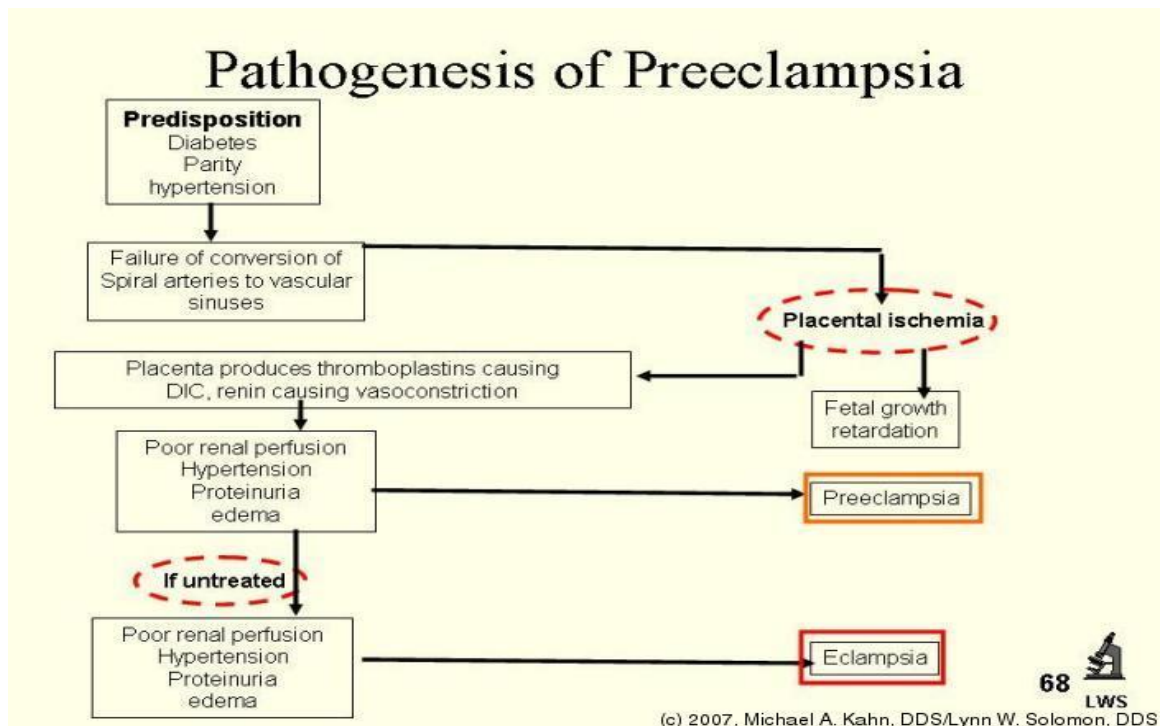 Pathogenesis of Preeclampsia
Predisposition
Diabetes
Parity
hypertension
Failure of conversion of
Spiral arteries to vascular
sinuses
Placental ischemia
Placenta produces thromboplastins causing
DIC, renin causing vasoconstriction
Fetal growth
retardation
Poor renal perfusion
Hypertension
Proteinuria
edema
Preeclampsia
If untreated
Poor renal perfusion
Hypertension
Proteinuria
edema
Eclampsia
68
LWS
(c) 2007, Michael A. Kahn, DDS/Lynn W. Solomon, DDS